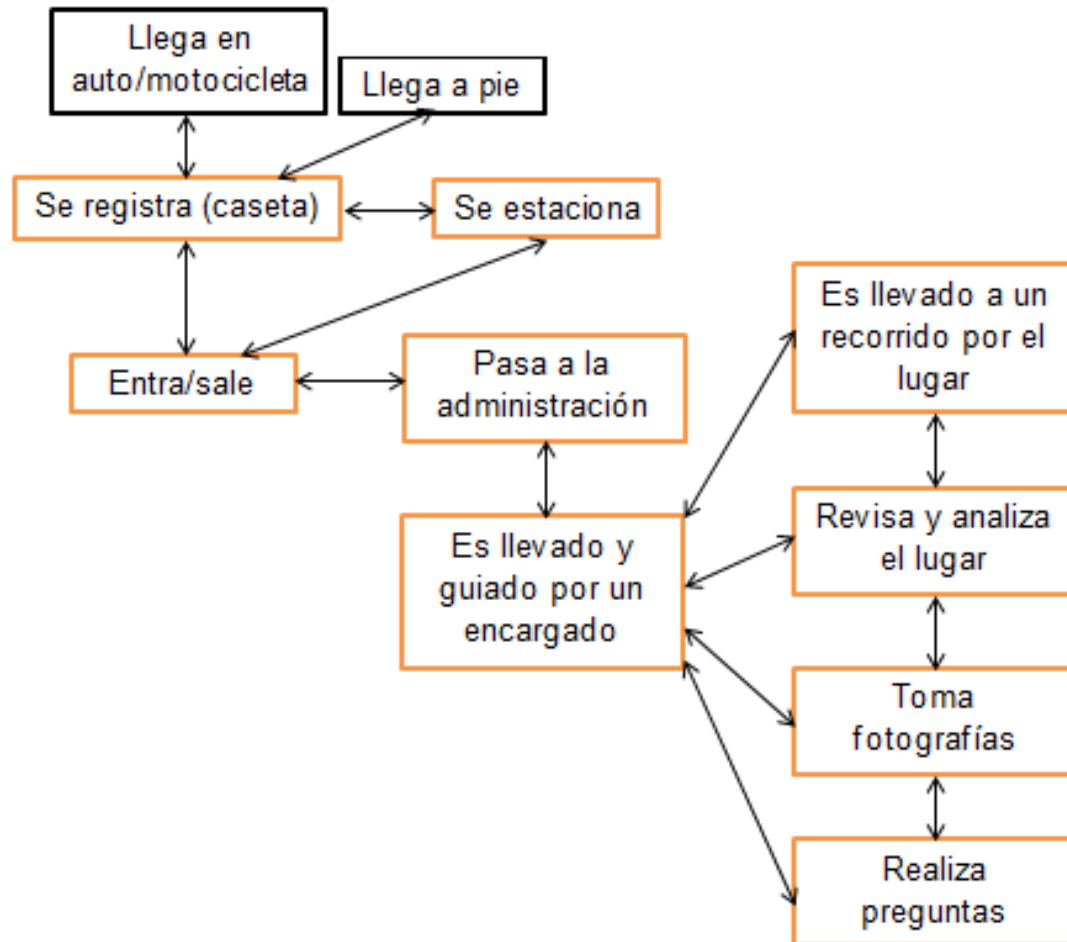 Llega en
auto/motocicleta
Llega a pie
Se registra (caseta)
Se estaciona
Entra/sale
Pasa a la
administración
Es llevado y
guiado por un
encargado
Es llevado a un
recorrido por el
lugar
Revisa y analiza
el lugar
Toma
fotografías
Realiza
preguntas